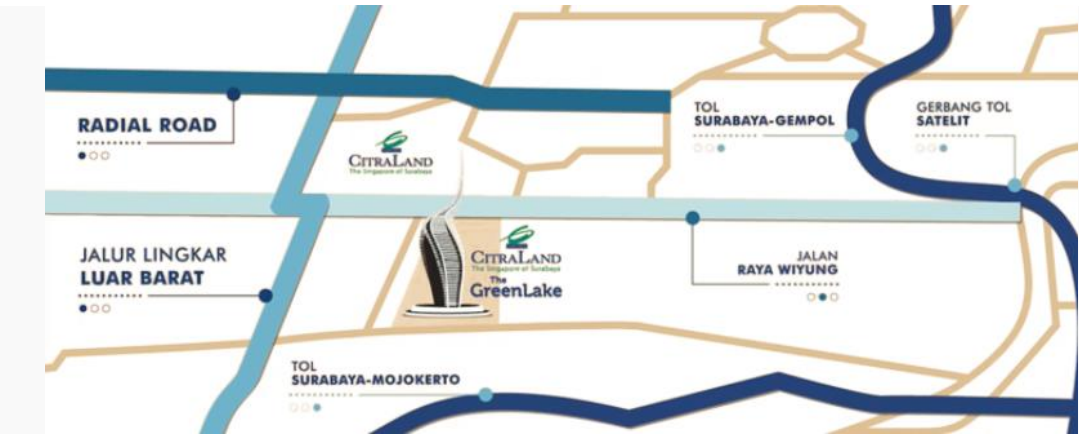 RADIAL ROAD
CITRALAND
The Singapore of Surabaya
TOL
SURABAYA-GEMPOL
GERBANG TOL
SATELIT
JALUR LINGKAR
LUAR BARAT
CITRALAND
The Singapore of Surabaya
The
GreenLake
JALAN
RAYA WIYUNG
TOL
SURABAYA-MOJOKERTO